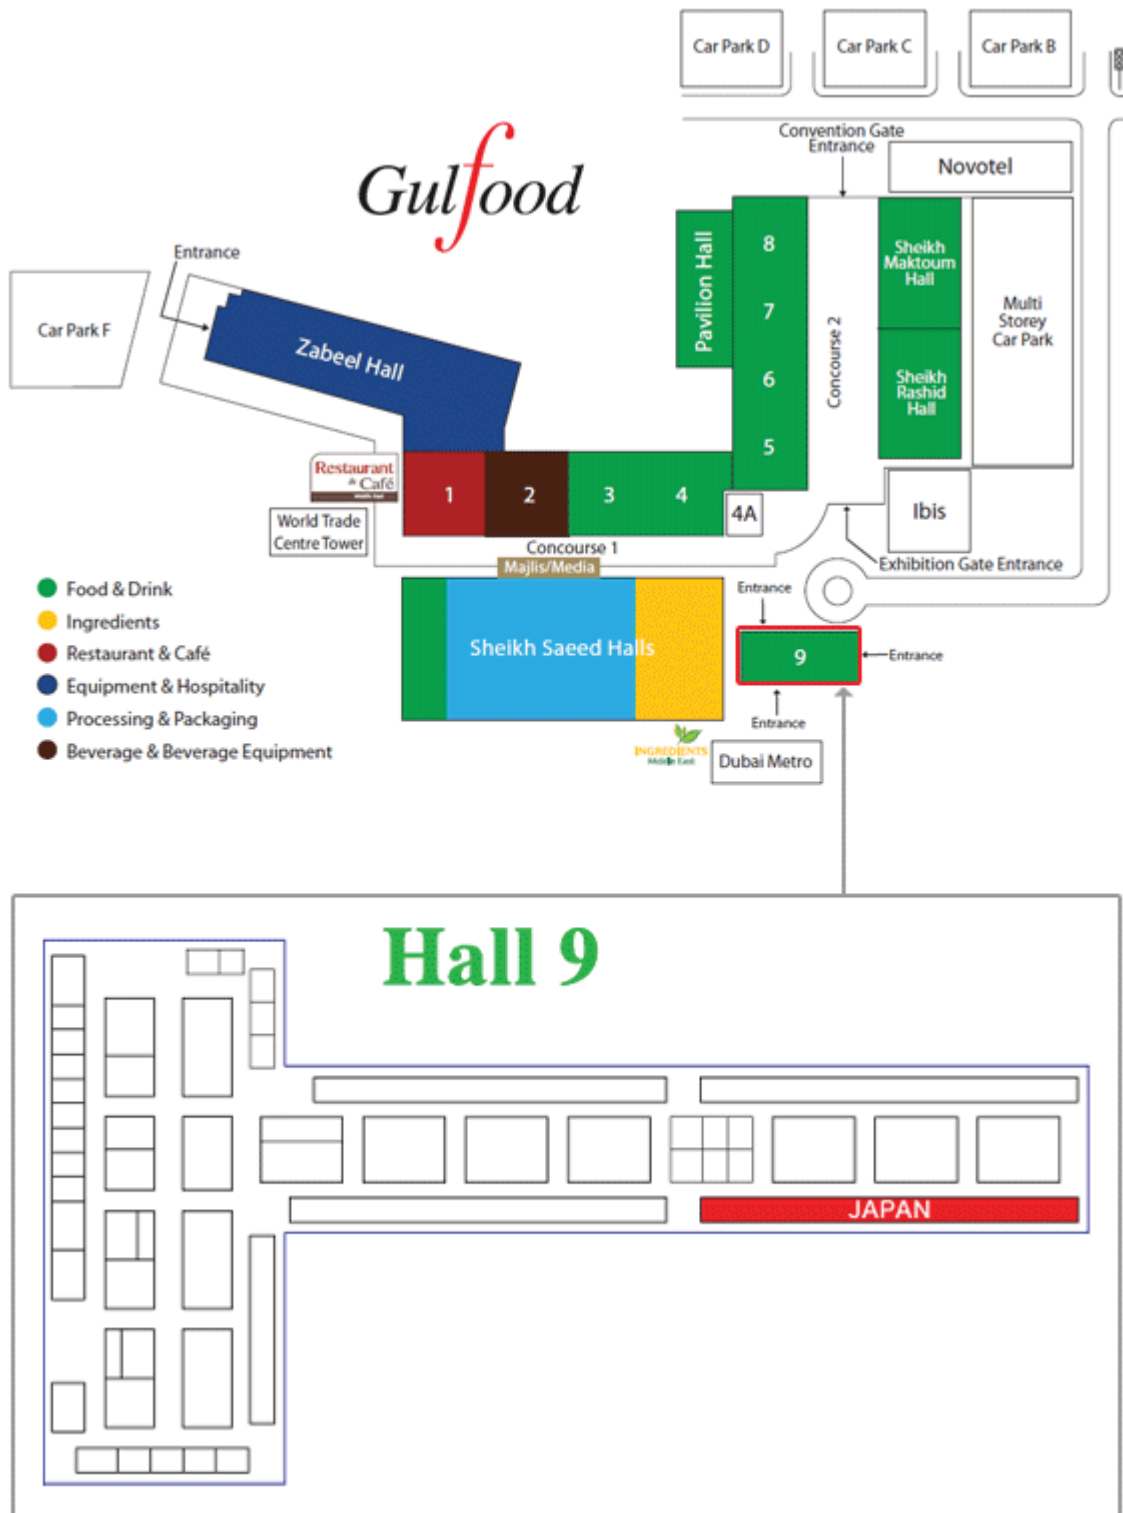 Car Park D
Car Park C
Car Park B
Convention Gate
Entrance
Novotel
Gulfood
Entrance
Car Park F
Zabeel Hall
Pavilion Hall
8
7
6
5
Concourse 2
Sheikh
Maktoum
Hall
Sheikh
Rashid
Hall
Multi
Storey
Car Park
Restaurant
& Café
Middle East
1
2
3
4
4A
Ibis
World Trade
Centre Tower
Concourse 1
Majlis/Media
Exhibition Gate Entrance
Food & Drink
Ingredients
Restaurant & Café
Equipment & Hospitality
Processing & Packaging
Beverage & Beverage Equipment
Sheikh Saeed Halls
Entrance
9
Entrance
Entrance
INGREDIENTS
Middle East
Dubai Metro
Hall 9
JAPAN